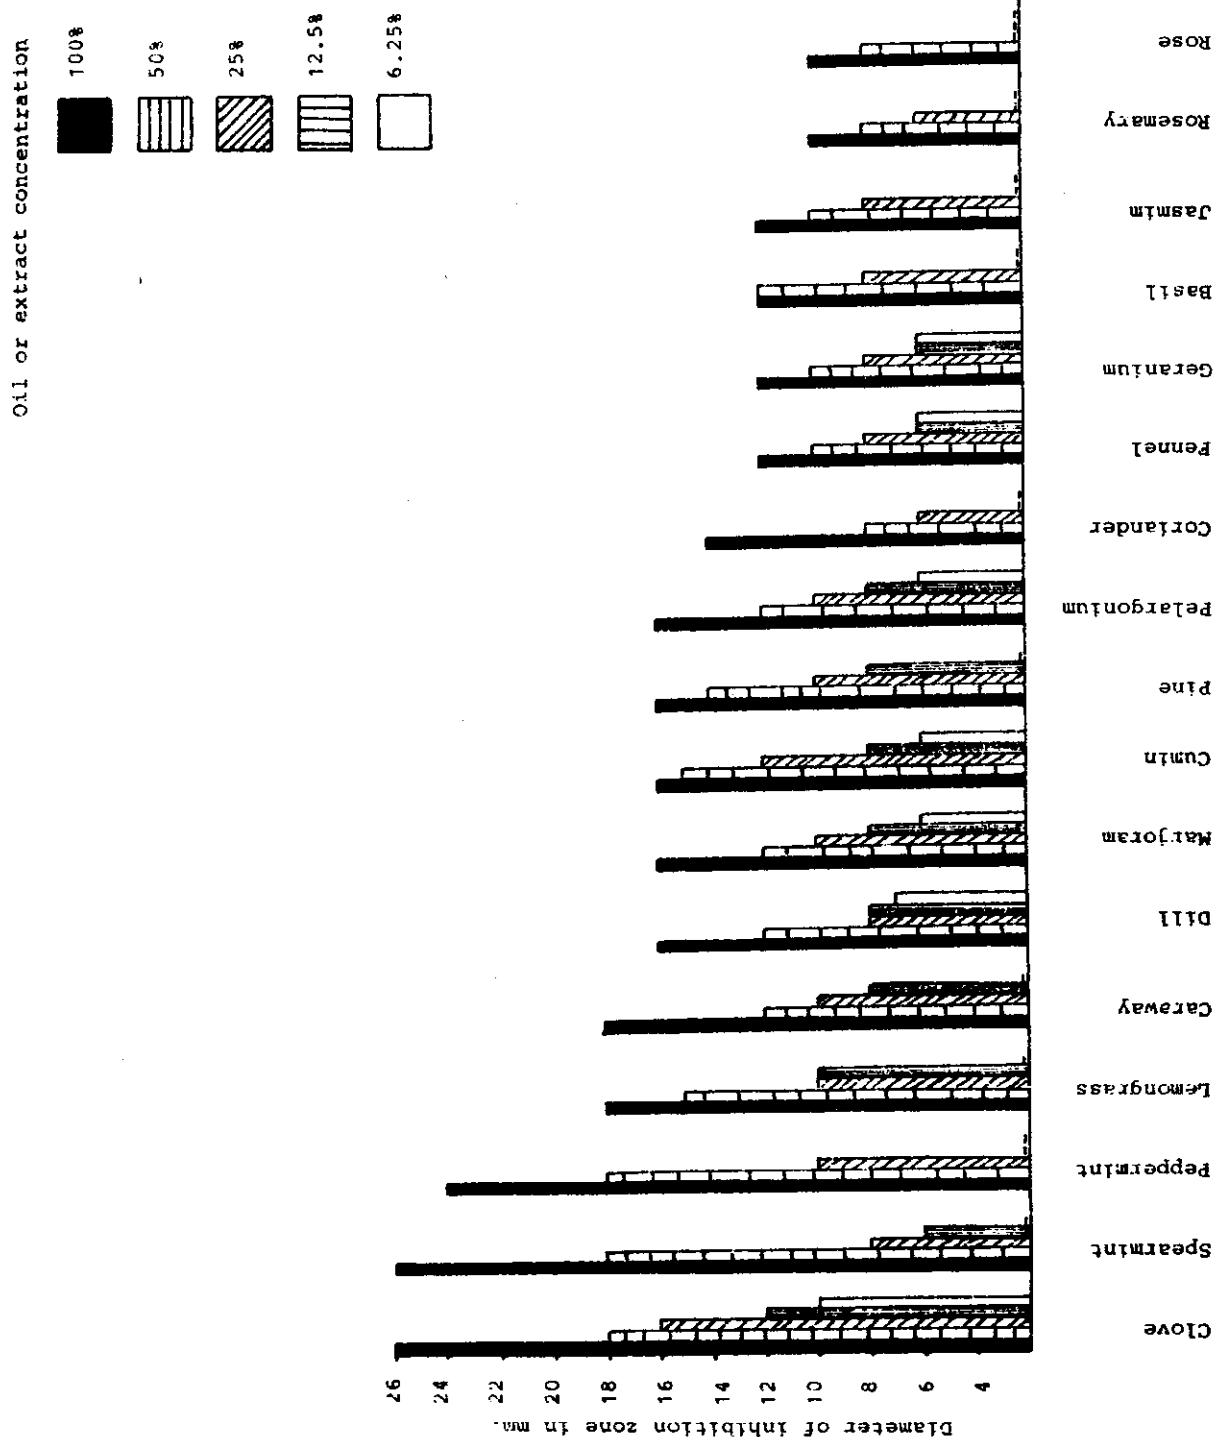 Oil or extract concentration
100%
50%
25%
12.5%
6.25%
Diameter of inhibition zone in mm.
26
24
22
20
18
16
14
12
10
8
6
4
Clove
Spearmint
Peppermint
Lemongrass
Caraway
Dill
Marjoram
Cumin
Pine
Pelargonium
Coriander
Fennel
Geranium
Basil
Jasmim
Rosemary
Rose